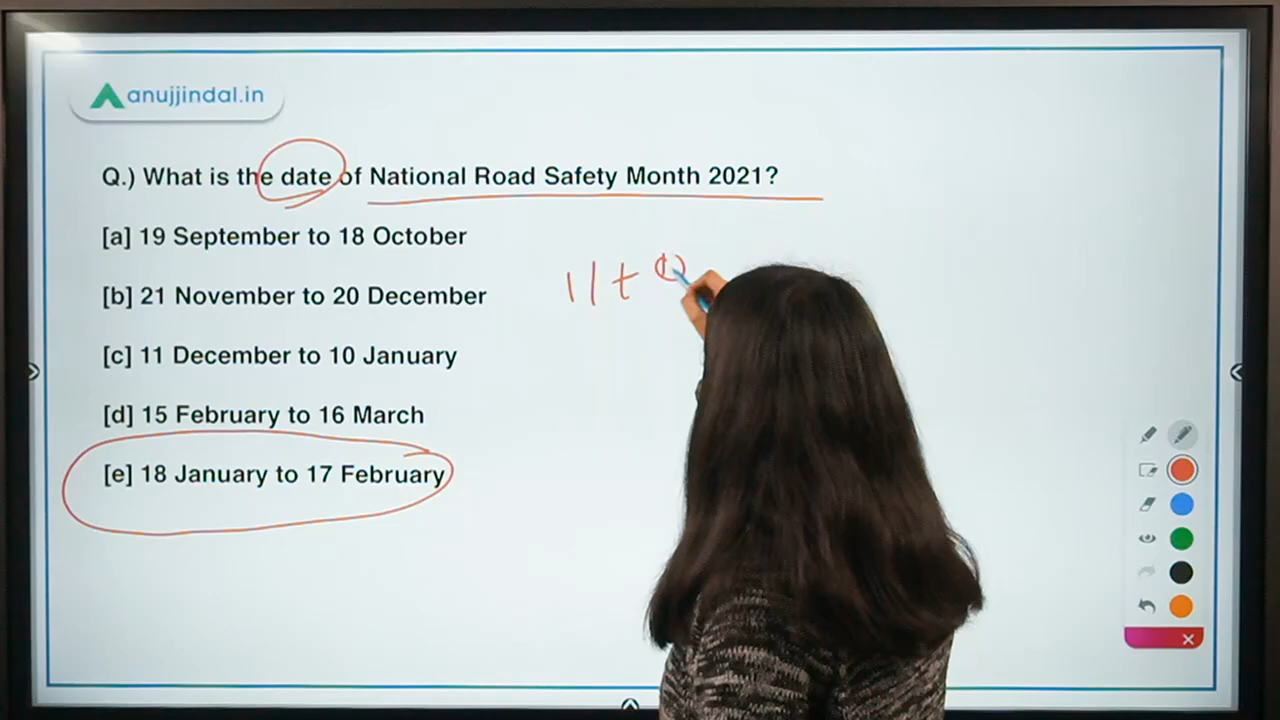 anujjindal.in
Q.) What is the date of National Road Safety Month 2021?
[a] 19 September to 18 October
[b] 21 November to 20 December
[c] 11 December to 10 January
[d] 15 February to 16 March
[e] 18 January to 17 February